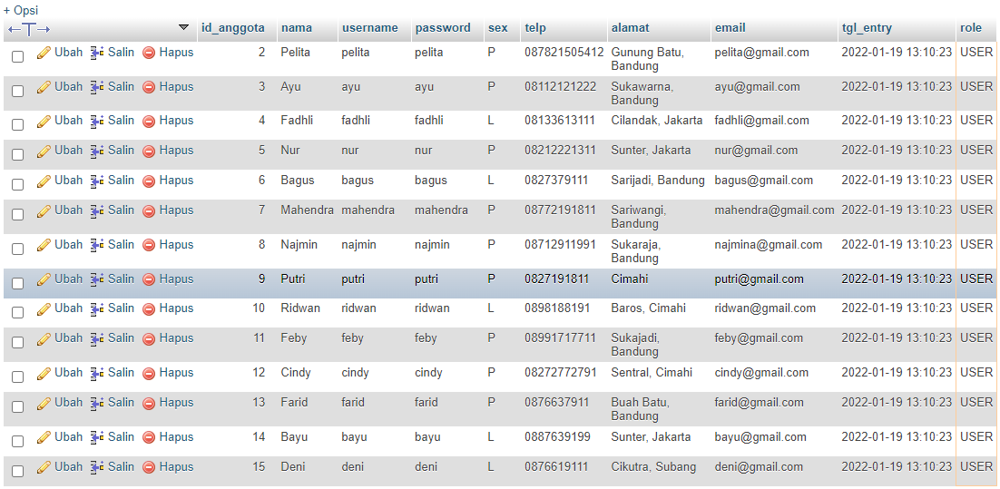 + Opsi
←T→ id_anggota nama username password sex telp alamat email tgl_entry role
Ubah Salin Hapus 2 Pelita pelita pelita P 087821505412 Gunung Batu, Bandung pelita@gmail.com 2022-01-19 13:10:23 USER
Ubah Salin Hapus 3 Ayu ayu ayu P 08112121222 Sukawarna, Bandung ayu@gmail.com 2022-01-19 13:10:23 USER
Ubah Salin Hapus 4 Fadhli fadhli fadhli L 08133613111 Cilandak, Jakarta fadhli@gmail.com 2022-01-19 13:10:23 USER
Ubah Salin Hapus 5 Nur nur nur P 08212221311 Sunter, Jakarta nur@gmail.com 2022-01-19 13:10:23 USER
Ubah Salin Hapus 6 Bagus bagus bagus L 0827379111 Sarijadi, Bandung bagus@gmail.com 2022-01-19 13:10:23 USER
Ubah Salin Hapus 7 Mahendra mahendra mahendra P 08772191811 Sariwangi, Bandung mahendra@gmail.com 2022-01-19 13:10:23 USER
Ubah Salin Hapus 8 Najmin najmin najmin P 08712911991 Sukaraja, Bandung najmina@gmail.com 2022-01-19 13:10:23 USER
Ubah Salin Hapus 9 Putri putri putri P 0827191811 Cimahi putri@gmail.com 2022-01-19 13:10:23 USER
Ubah Salin Hapus 10 Ridwan ridwan ridwan L 0898188191 Baros, Cimahi ridwan@gmail.com 2022-01-19 13:10:23 USER
Ubah Salin Hapus 11 Feby feby feby P 08991717711 Sukajadi, Bandung feby@gmail.com 2022-01-19 13:10:23 USER
Ubah Salin Hapus 12 Cindy cindy cindy P 08272772791 Sentral, Cimahi cindy@gmail.com 2022-01-19 13:10:23 USER
Ubah Salin Hapus 13 Farid farid farid P 0876637911 Buah Batu, Bandung farid@gmail.com 2022-01-19 13:10:23 USER
Ubah Salin Hapus 14 Bayu bayu bayu L 0887639199 Sunter, Jakarta bayu@gmail.com 2022-01-19 13:10:23 USER
Ubah Salin Hapus 15 Deni deni deni L 0876619111 Cikutra, Subang deni@gmail.com 2022-01-19 13:10:23 USER